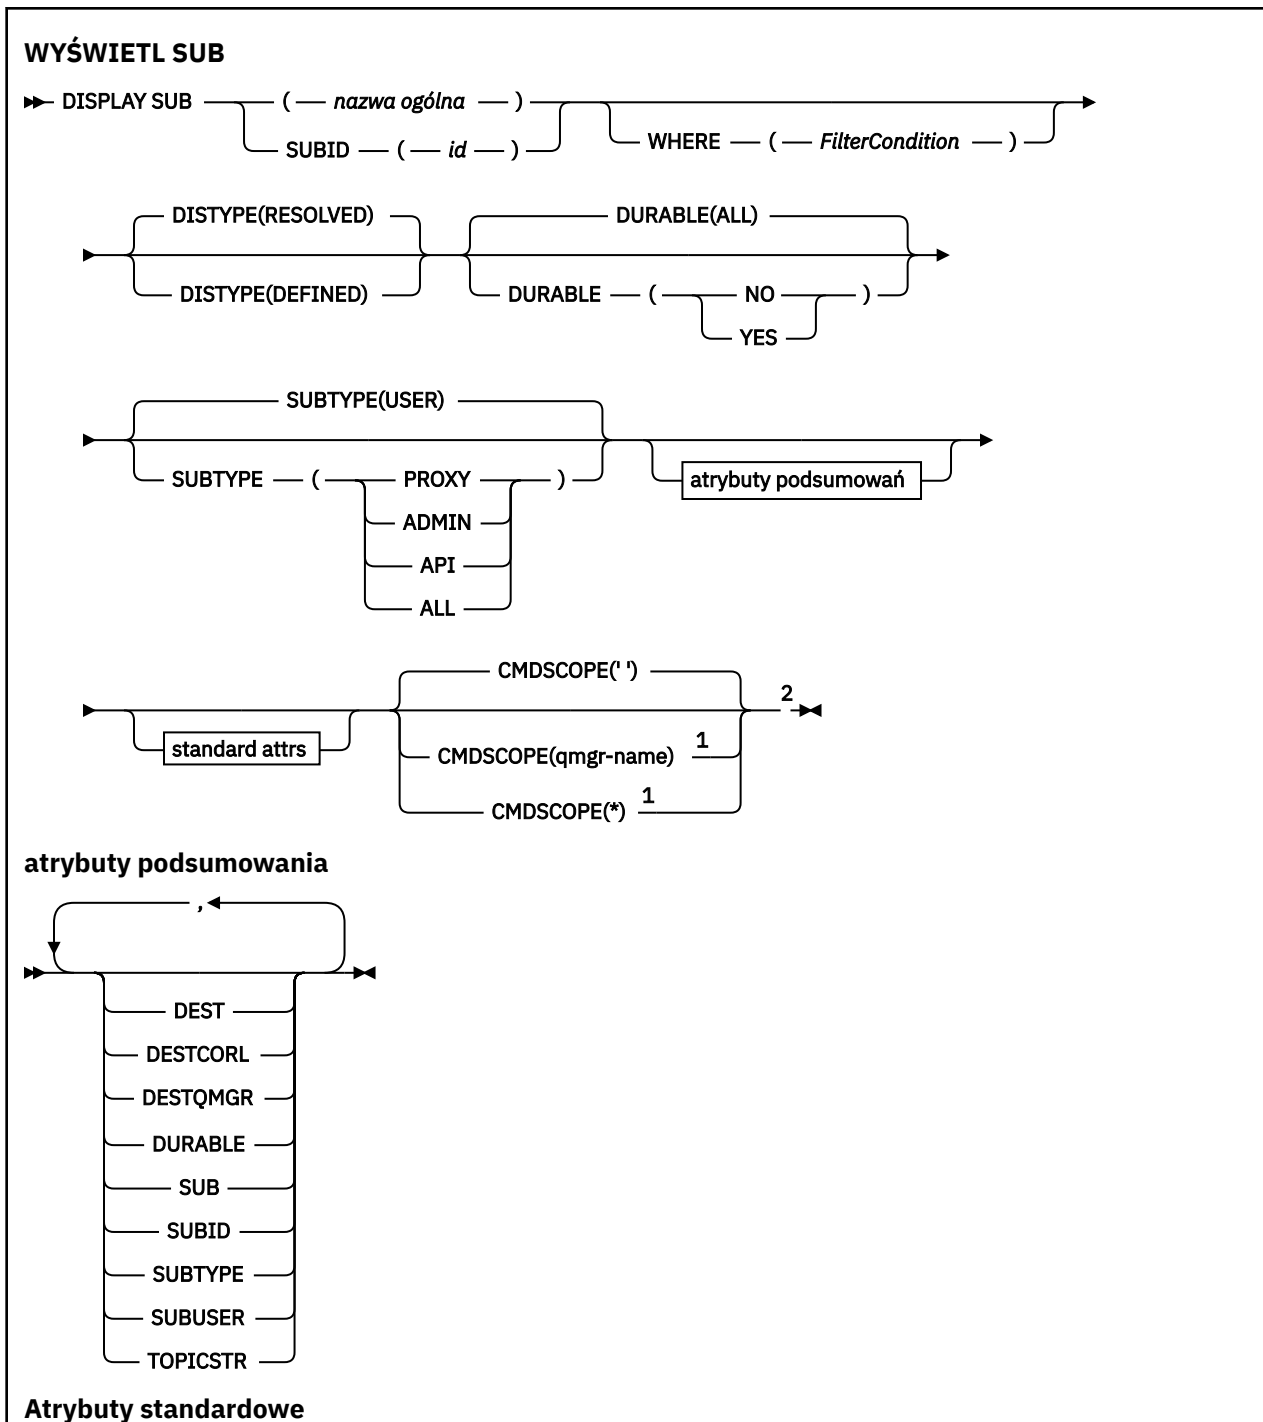 WYŚWIETL SUB
DISPLAY SUB ( nazwa ogólna )
SUBID ( id ) WHERE ( FilterCondition )
DISTYPE(RESOLVED) DURABLE(ALL)
DISTYPE(DEFINED) DURABLE ( NO )
YES
SUBTYPE(USER)
SUBTYPE ( PROXY ) atrybuty podsumowań
ADMIN
API
ALL
CMDSCOPE(' ') 2
standard attrs CMDSCOPE(qmgr-name) 1
CMDSCOPE(*) 1
atrybuty podsumowania
,
DEST
DESTCORL
DESTQMGR
DURABLE
SUB
SUBID
SUBTYPE
SUBUSER
TOPICSTR
Atrybuty standardowe